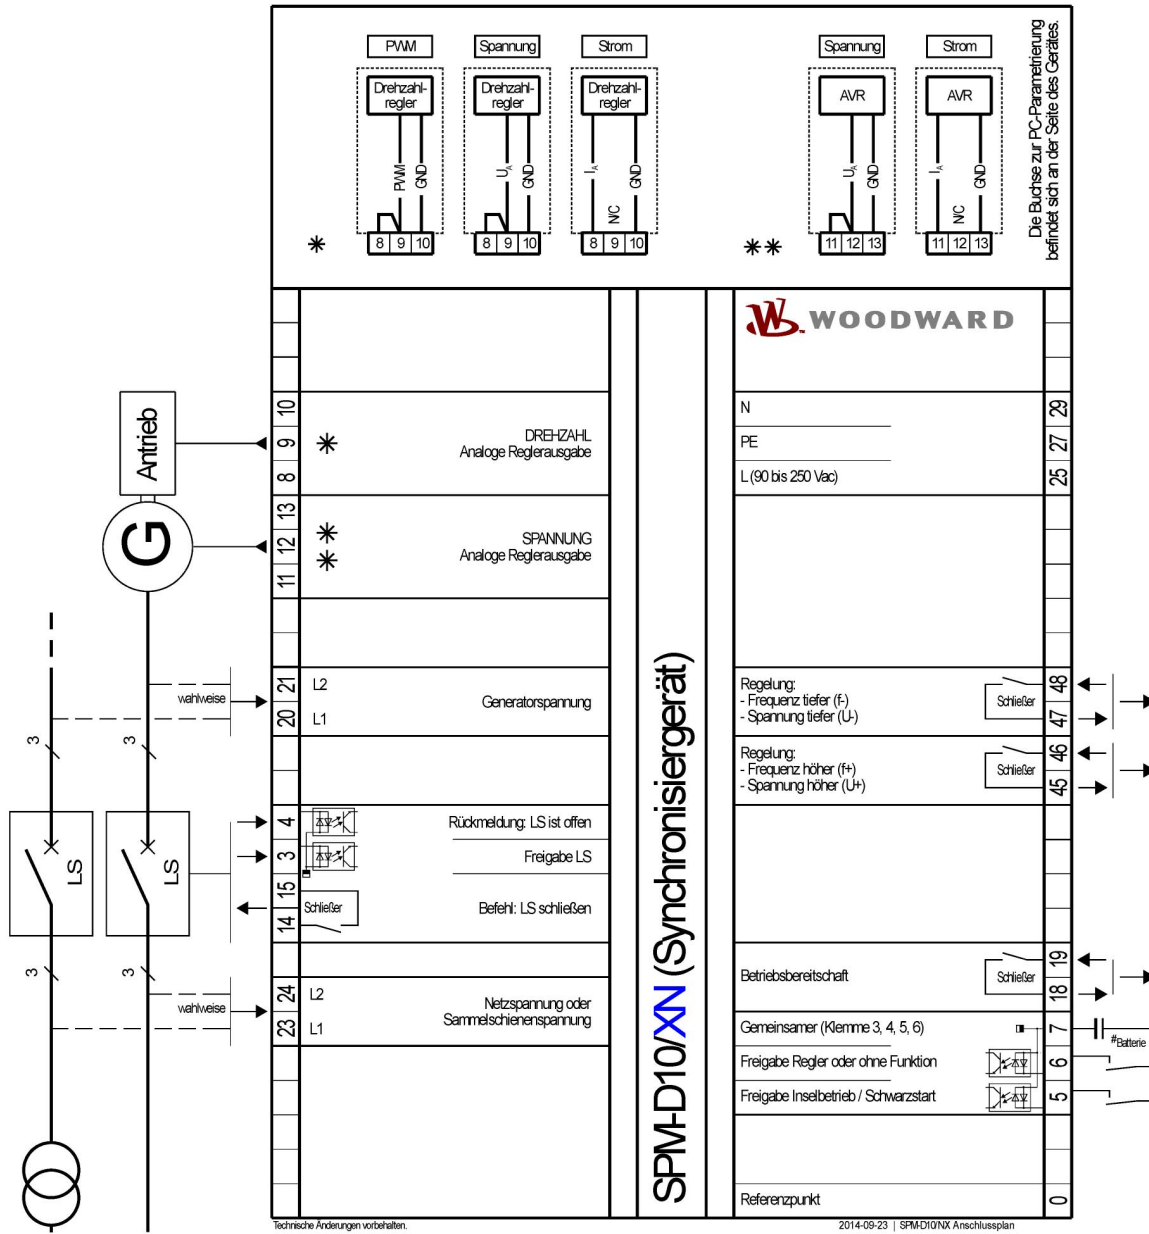 PWM
Spannung
Strom
Spannung
Strom
Drehzahl-
regler
Drehzahl-
regler
Drehzahl-
regler
AVR
AVR
PWM
GND
UA
GND
IA
N/C
GND
UA
GND
IA
N/C
GND
8 9 10
8 9 10
8 9 10
11 12 13
11 12 13
*
**
Die Buchse zur PC-Parametrierung
befindet sich an der Seite des Gerätes.
WOODWARD
Antrieb
G
10
9
8
*
DREHZAHL
Analoge Reglerausgabe
13
12
11
**
SPANNUNG
Analoge Reglerausgabe
wahlweise
21
20
L2
L1
Generatorspannung
3
3
LS
LS
4
3
15
14
Rückmeldung: LS ist offen
Freigabe LS
Schließer
Befehl: LS schließen
3
3
wahlweise
24
23
L2
L1
Netzspannung oder
Sammelschienenspannung
SPM-D10/XN (Synchronisiergerät)
N
29
PE
27
L (90 bis 250 Vac)
25
Regelung:
- Frequenz tiefer (f-)
- Spannung tiefer (U-)
Schließer
48
47
Regelung:
- Frequenz höher (f+)
- Spannung höher (U+)
Schließer
46
45
Betriebsbereitschaft
Schließer
19
18
Gemeinsamer (Klemme 3, 4, 5, 6)
7
#Batterie
Freigabe Regler oder ohne Funktion
6
Freigabe Inselbetrieb / Schwarzstart
5
Referenzpunkt
0
Technische Änderungen vorbehalten.
2014-09-23 | SPM-D10/NX Anschlussplan